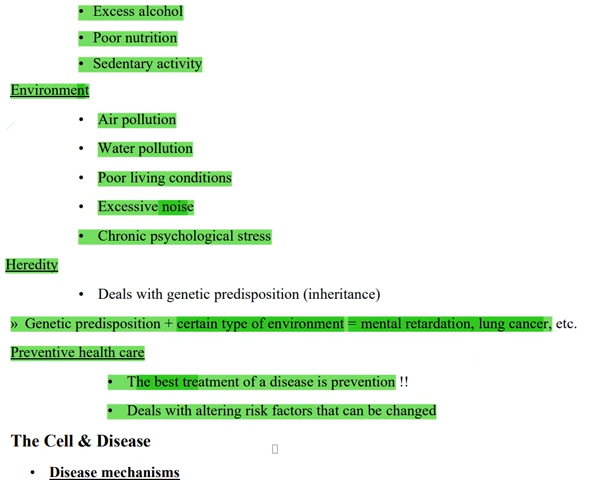 • Excess alcohol
• Poor nutrition
• Sedentary activity
Environment
• Air pollution
• Water pollution
• Poor living conditions
• Excessive noise
• Chronic psychological stress
Heredity
• Deals with genetic predisposition (inheritance)
» Genetic predisposition + certain type of environment = mental retardation, lung cancer, etc.
Preventive health care
• The best treatment of a disease is prevention !!
• Deals with altering risk factors that can be changed
The Cell & Disease
• Disease mechanisms